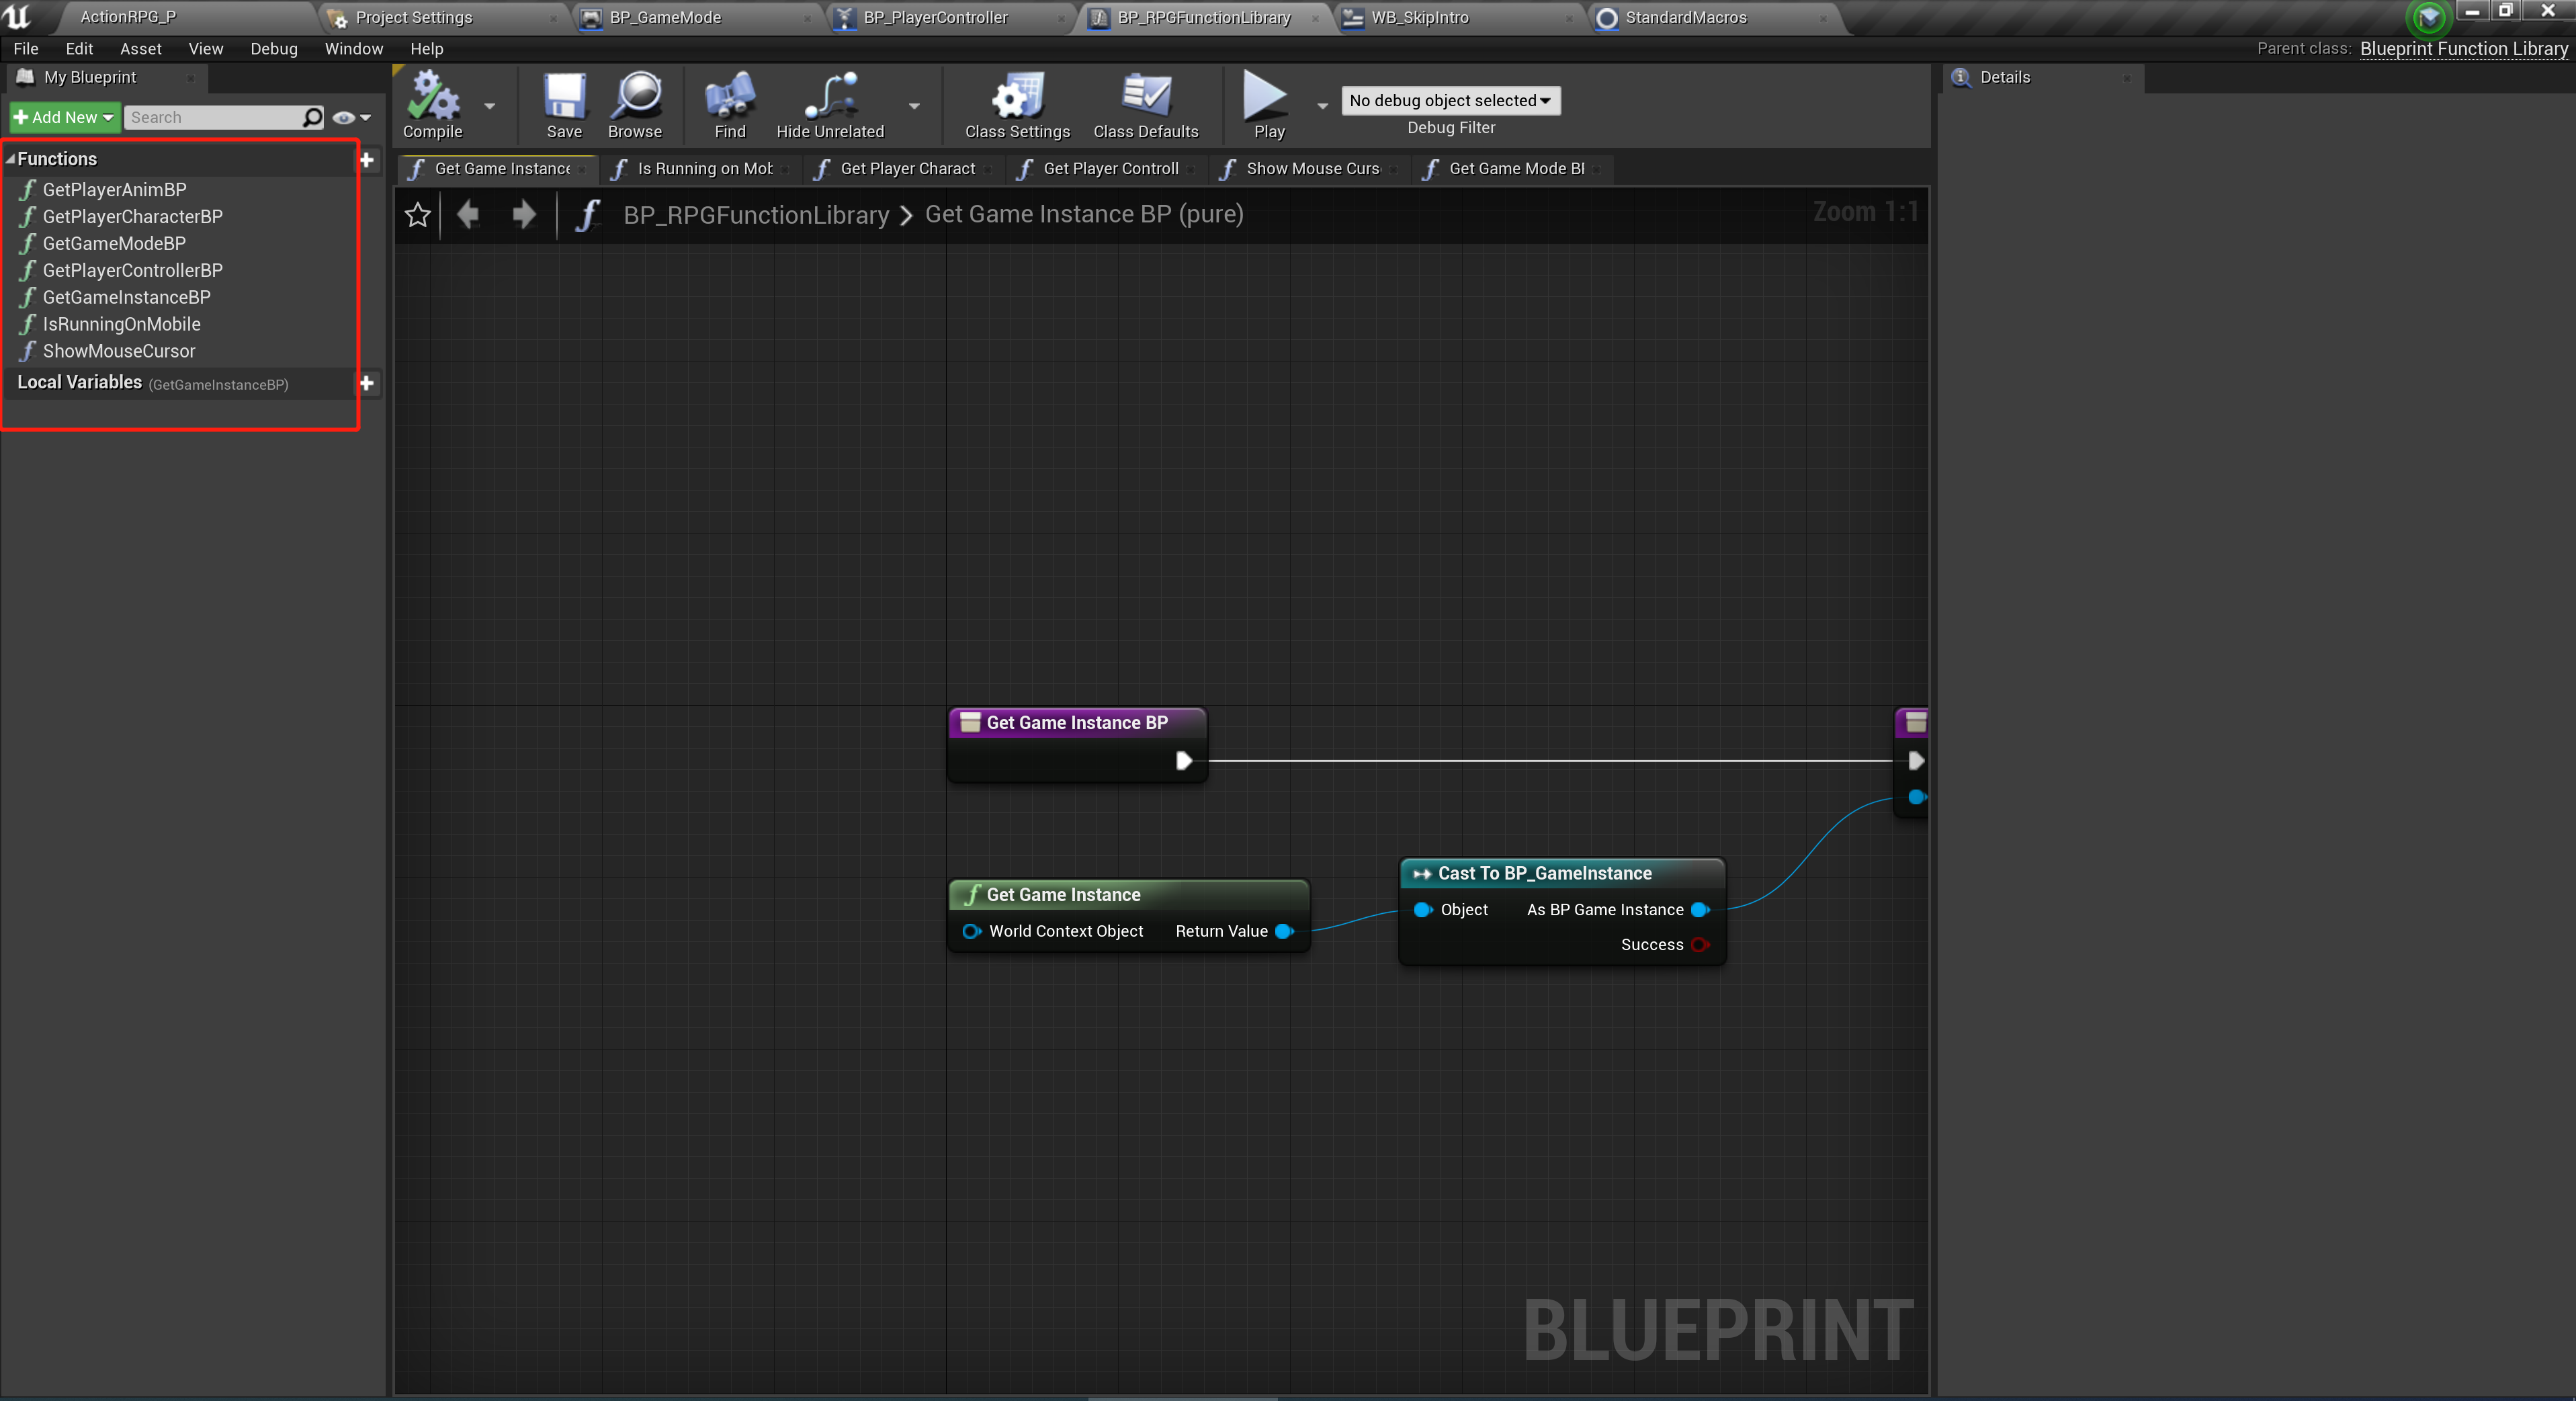 ActionRPG_P
Project Settings
BP_GameMode
BP_PlayerController
BP_RPGFunctionLibrary
WB_SkipIntro
StandardMacros
File Edit Asset View Debug Window Help
Parent class: Blueprint Function Library
My Blueprint
Details
Add New
Search
Compile
Save
Browse
Find
Hide Unrelated
Class Settings
Class Defaults
Play
No debug object selected
Debug Filter
Functions
GetPlayerAnimBP
GetPlayerCharacterBP
GetGameModeBP
GetPlayerControllerBP
GetGameInstanceBP
IsRunningOnMobile
ShowMouseCursor
Local Variables (GetGameInstanceBP)
Get Game Instance
Is Running on Mob
Get Player Charact
Get Player Controll
Show Mouse Curs
Get Game Mode BI
BP_RPGFunctionLibrary > Get Game Instance BP (pure)
Zoom 1:1
Get Game Instance BP
Get Game Instance
World Context Object Return Value
Cast To BP_GameInstance
Object As BP Game Instance
Success
BLUEPRINT